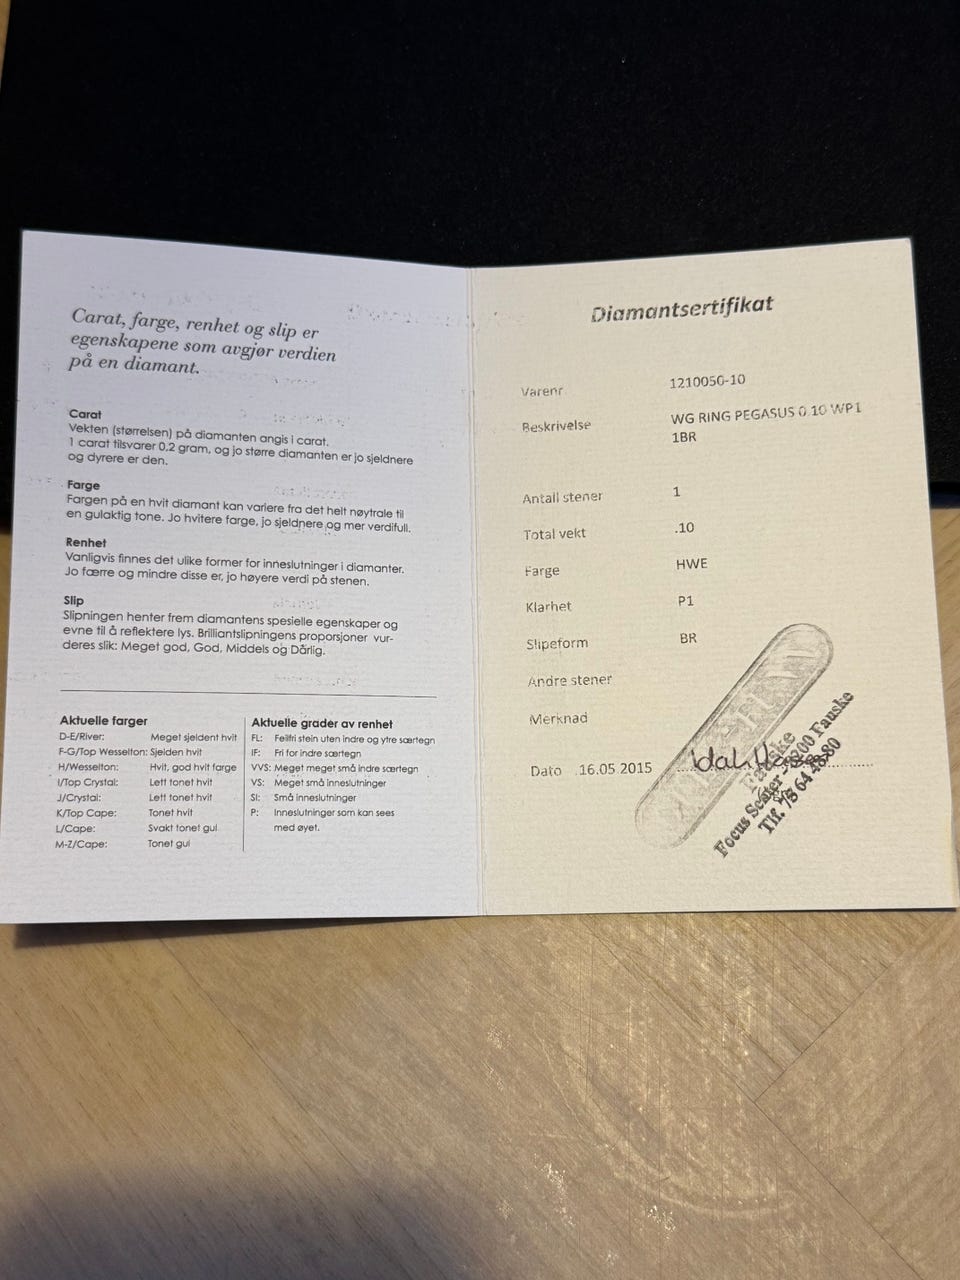 Carat, farge, renhet og slip er
egenskapene som avgjør verdien
på en diamant.
Carat
Vekten (størrelsen) på diamanten angis i carat.
1 carat tilsvarer 0,2 gram, og jo større diamanten er jo sjeldnere
og dyrere er den.
Farge
Fargen på en hvit diamant kan variere fra det helt nøytrale til
en gulaktig tone. Jo hvitere farge, jo sjeldnere og mer verdifull.
Renhet
Vanligvis finnes det ulike former for inneslutninger i diamanter.
Jo færre og mindre disse er, jo høyere verdi på stenen.
Slip
Slipningen henter frem diamantens spesielle egenskaper og
evne til å reflektere lys. Brilliantslipningens proporsjoner vur-
deres slik: Meget god, God, Middels og Dårlig.
Aktuelle farger
D-E/River: Meget sjeldent hvit
F-G/Top Wesselton: Sjelden hvit
H/Wesselton: Hvit, god hvit farge
I/Top Crystal: Lett tonet hvit
J/Crystal: Lett tonet hvit
K/Top Cape: Tonet hvit
L/Cape: Svakt tonet gul
M-Z/Cape: Tonet gul
Aktuelle grader av renhet
FL: Feilfri stein uten indre og ytre særtegn
IF: Fri for indre særtegn
VVS: Meget meget små indre særtegn
VS: Meget små inneslutninger
SI: Små inneslutninger
P: Inneslutninger som kan sees
med øyet.
Diamantsertifikat
Varenr 1210050-10
Beskrivelse WG RING PEGASUS 0.10 WP1
1BR
Antall stener 1
Total vekt .10
Farge HWE
Klarhet P1
Slipeform BR
Andre stener
Merknad
Dato .16.05.2015
Fauske
Focus Senter 8200 Fauske
Tlf. 75 64 48 80